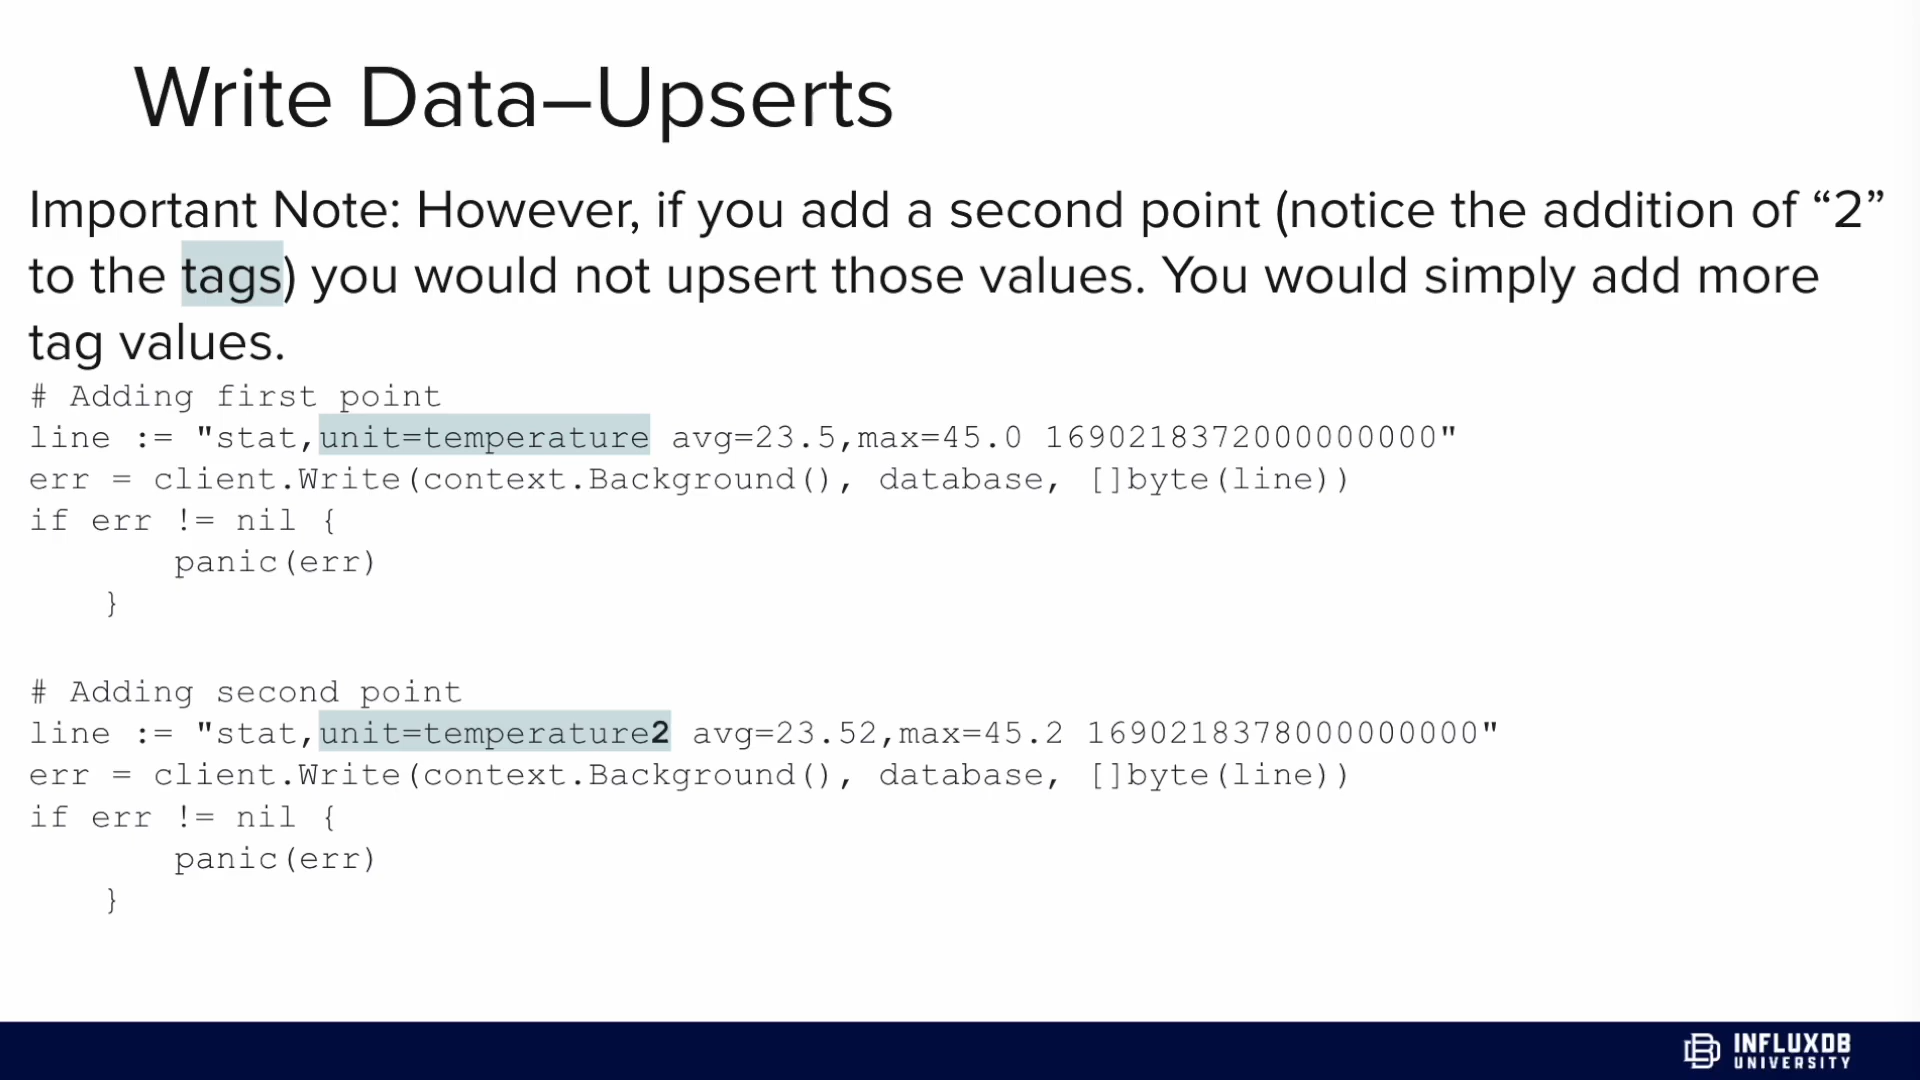 Write Data–Upserts
Important Note: However, if you add a second point (notice the addition of “2”
to the tags) you would not upsert those values. You would simply add more
tag values.
# Adding first point
line := "stat,unit=temperature avg=23.5,max=45.0 1690218372000000000"
err = client.Write(context.Background(), database, []byte(line))
if err != nil {
panic(err)
}
# Adding second point
line := "stat,unit=temperature2 avg=23.52,max=45.2 1690218378000000000"
err = client.Write(context.Background(), database, []byte(line))
if err != nil {
panic(err)
}
INFLUXDB
UNIVERSITY